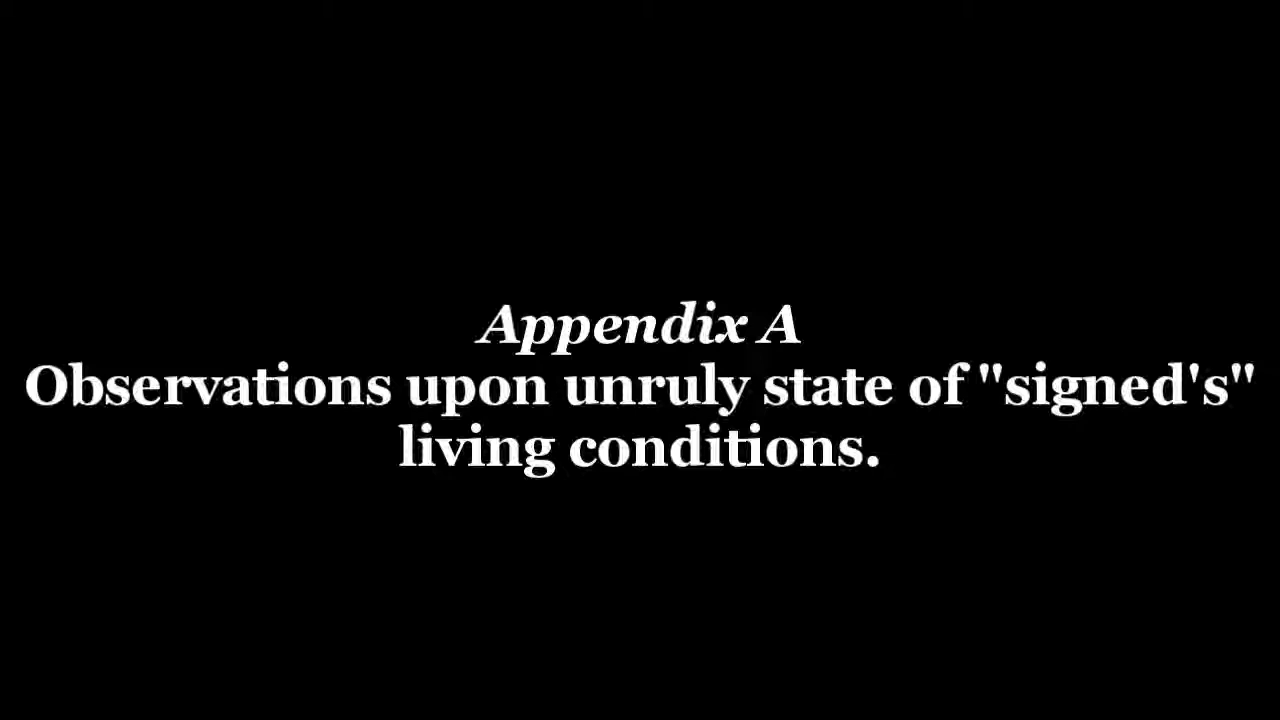 Appendix A
Observations upon unruly state of "signed's"
living conditions.